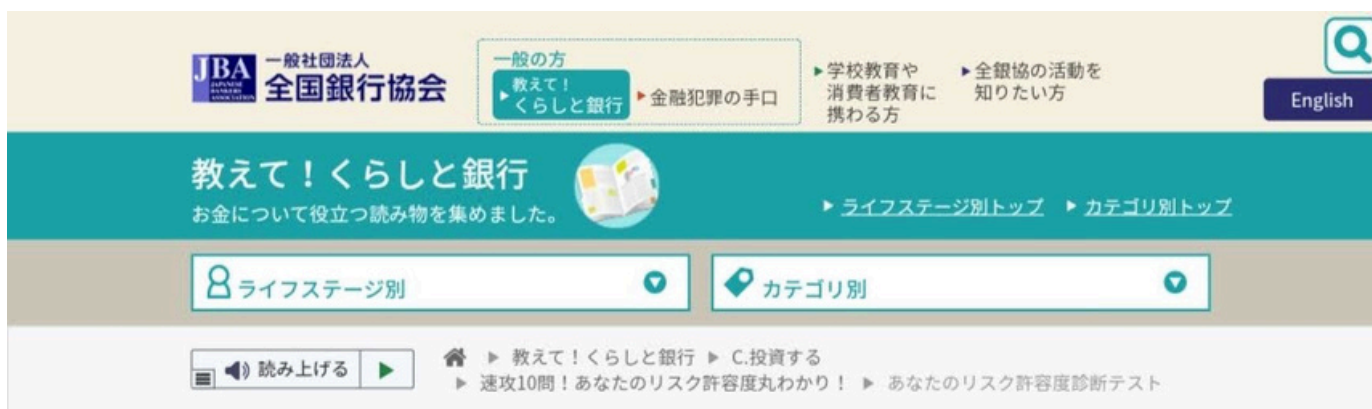 JBA
JAPANESE
BANKERS
ASSOCIATION
一般社団法人
全国銀行協会
一般の方
教えて！
くらしと銀行
金融犯罪の手口
学校教育や
消費者教育に
携わる方
全銀協の活動を
知りたい方
English
教えて！くらしと銀行
お金について役立つ読み物を集めました。
ライフステージ別トップ
カテゴリ別トップ
ライフステージ別
カテゴリ別
読み上げる
教えて！くらしと銀行 ▶ C.投資する
▶ 速攻10問！あなたのリスク許容度丸わかり！ ▶ あなたのリスク許容度診断テスト